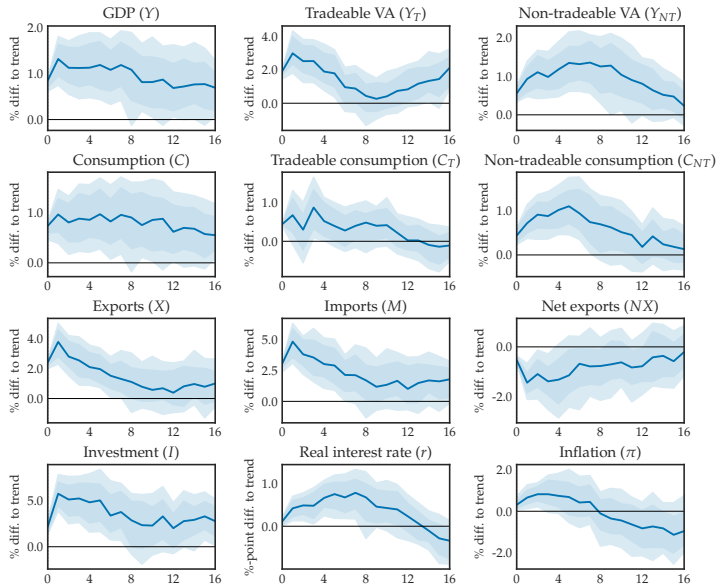 GDP (Y)
Tradeable VA (Y_T)
Non-tradeable VA (Y_NT)
% diff. to trend
2.0
1.0
0.0
0 4 8 12 16
% diff. to trend
4.0
2.0
0.0
0 4 8 12 16
% diff. to trend
2.0
1.0
0.0
0 4 8 12 16
Consumption (C)
Tradeable consumption (C_T)
Non-tradeable consumption (C_NT)
% diff. to trend
1.0
0.0
0 4 8 12 16
% diff. to trend
1.0
0.0
0 4 8 12 16
% diff. to trend
1.0
0.0
0 4 8 12 16
Exports (X)
Imports (M)
Net exports (NX)
% diff. to trend
4.0
2.0
0.0
0 4 8 12 16
% diff. to trend
5.0
2.5
0.0
0 4 8 12 16
% diff. to trend
0.0
-2.0
0 4 8 12 16
Investment (I)
Real interest rate (r)
Inflation (π)
% diff. to trend
5.0
0.0
0 4 8 12 16
%-point diff. to trend
1.0
0.0
0 4 8 12 16
% diff. to trend
2.0
0.0
-2.0
0 4 8 12 16